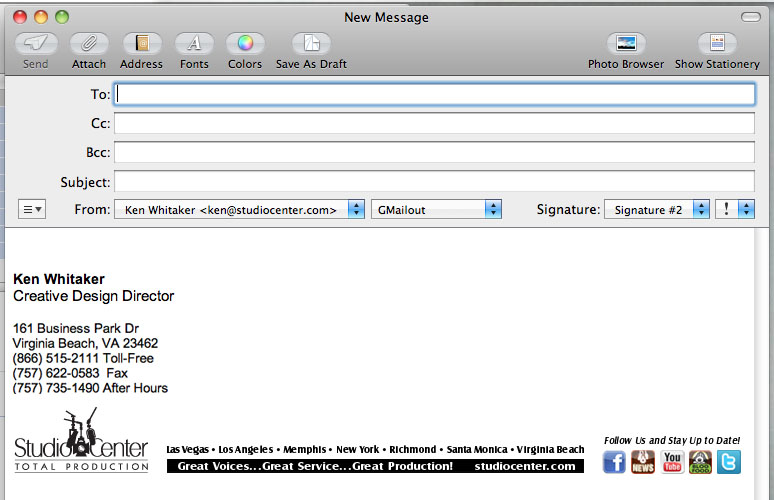 New Message
Send Attach Address Fonts Colors Save As Draft Photo Browser Show Stationery
To:
Cc:
Bcc:
Subject:
From: Ken Whitaker <ken@studiocenter.com> GMailout Signature: Signature #2 !
Ken Whitaker
Creative Design Director
161 Business Park Dr
Virginia Beach, VA 23462
(866) 515-2111 Toll-Free
(757) 622-0583 Fax
(757) 735-1490 After Hours
Studio Center
TOTAL PRODUCTION
Las Vegas • Los Angeles • Memphis • New York • Richmond • Santa Monica • Virginia Beach
Great Voices...Great Service...Great Production! studiocenter.com
Follow Us and Stay Up to Date!
f NEWS You Tube BLOG FOOD t